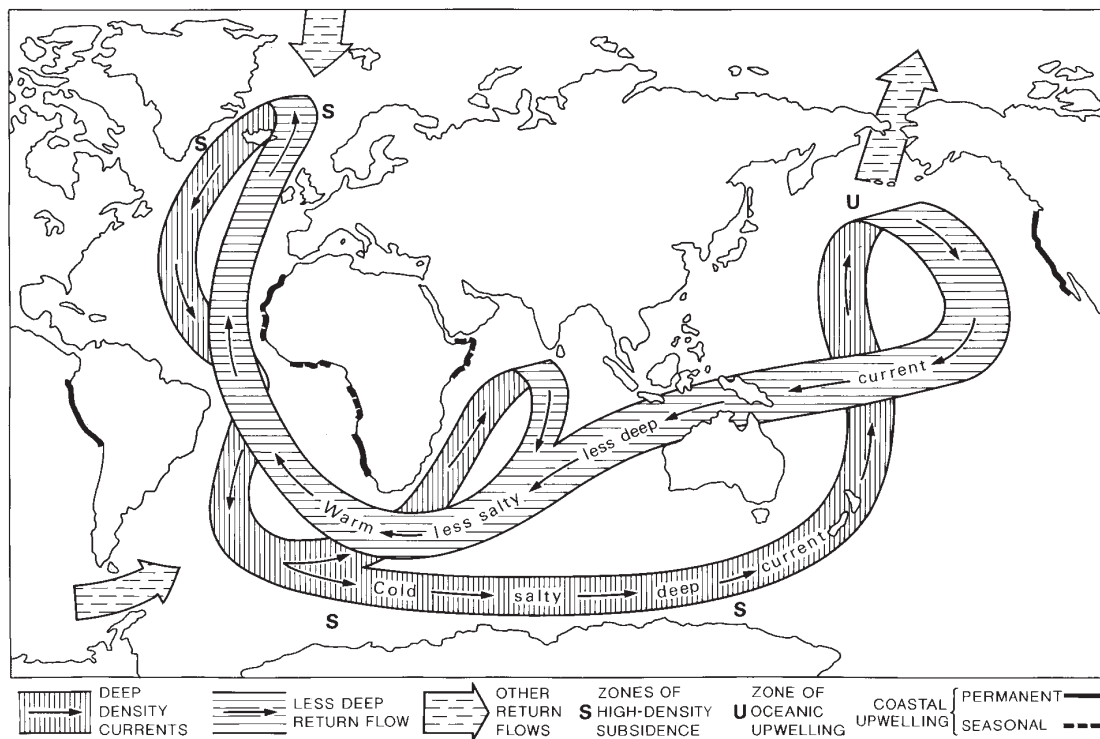 S
S
U
current
less deep
less salty
Warm
Cold
salty
deep
current
S
S
DEEP
DENSITY
CURRENTS
LESS DEEP
RETURN FLOW
OTHER
RETURN
FLOWS
ZONES OF
S HIGH-DENSITY
SUBSIDENCE
ZONE OF
U OCEANIC
UPWELLING
COASTAL
UPWELLING
PERMANENT
SEASONAL